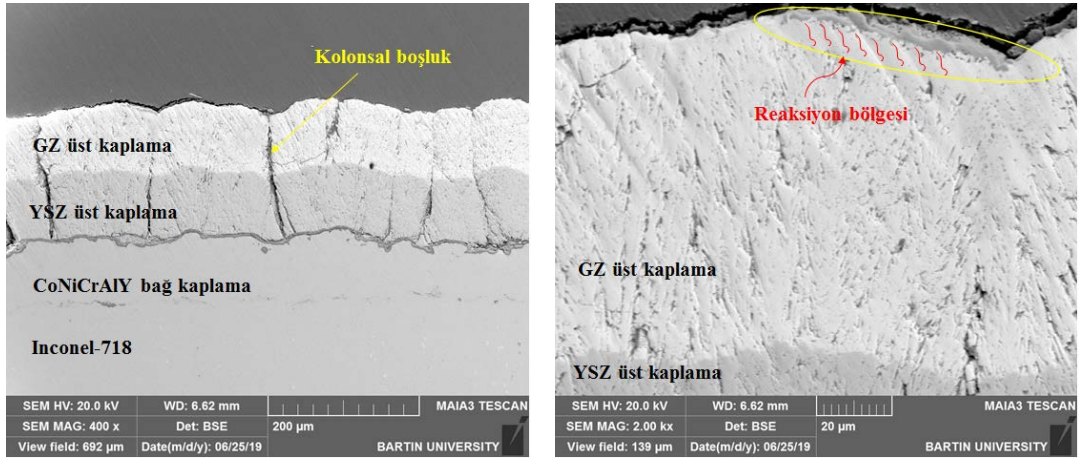 Kolonsal boşluk
GZ üst kaplama
YSZ üst kaplama
CoNiCrAlY bağ kaplama
Inconel-718
SEM HV: 20.0 kV
WD: 6.62 mm
MAIA3 TESCAN
SEM MAG: 400 x
Det: BSE
200 µm
View field: 692 µm
Date(m/d/y): 06/25/19
BARTIN UNIVERSITY
Reaksiyon bölgesi
GZ üst kaplama
YSZ üst kaplama
SEM HV: 20.0 kV
WD: 6.62 mm
MAIA3 TESCAN
SEM MAG: 2.00 kx
Det: BSE
20 µm
View field: 139 µm
Date(m/d/y): 06/25/19
BARTIN UNIVERSITY